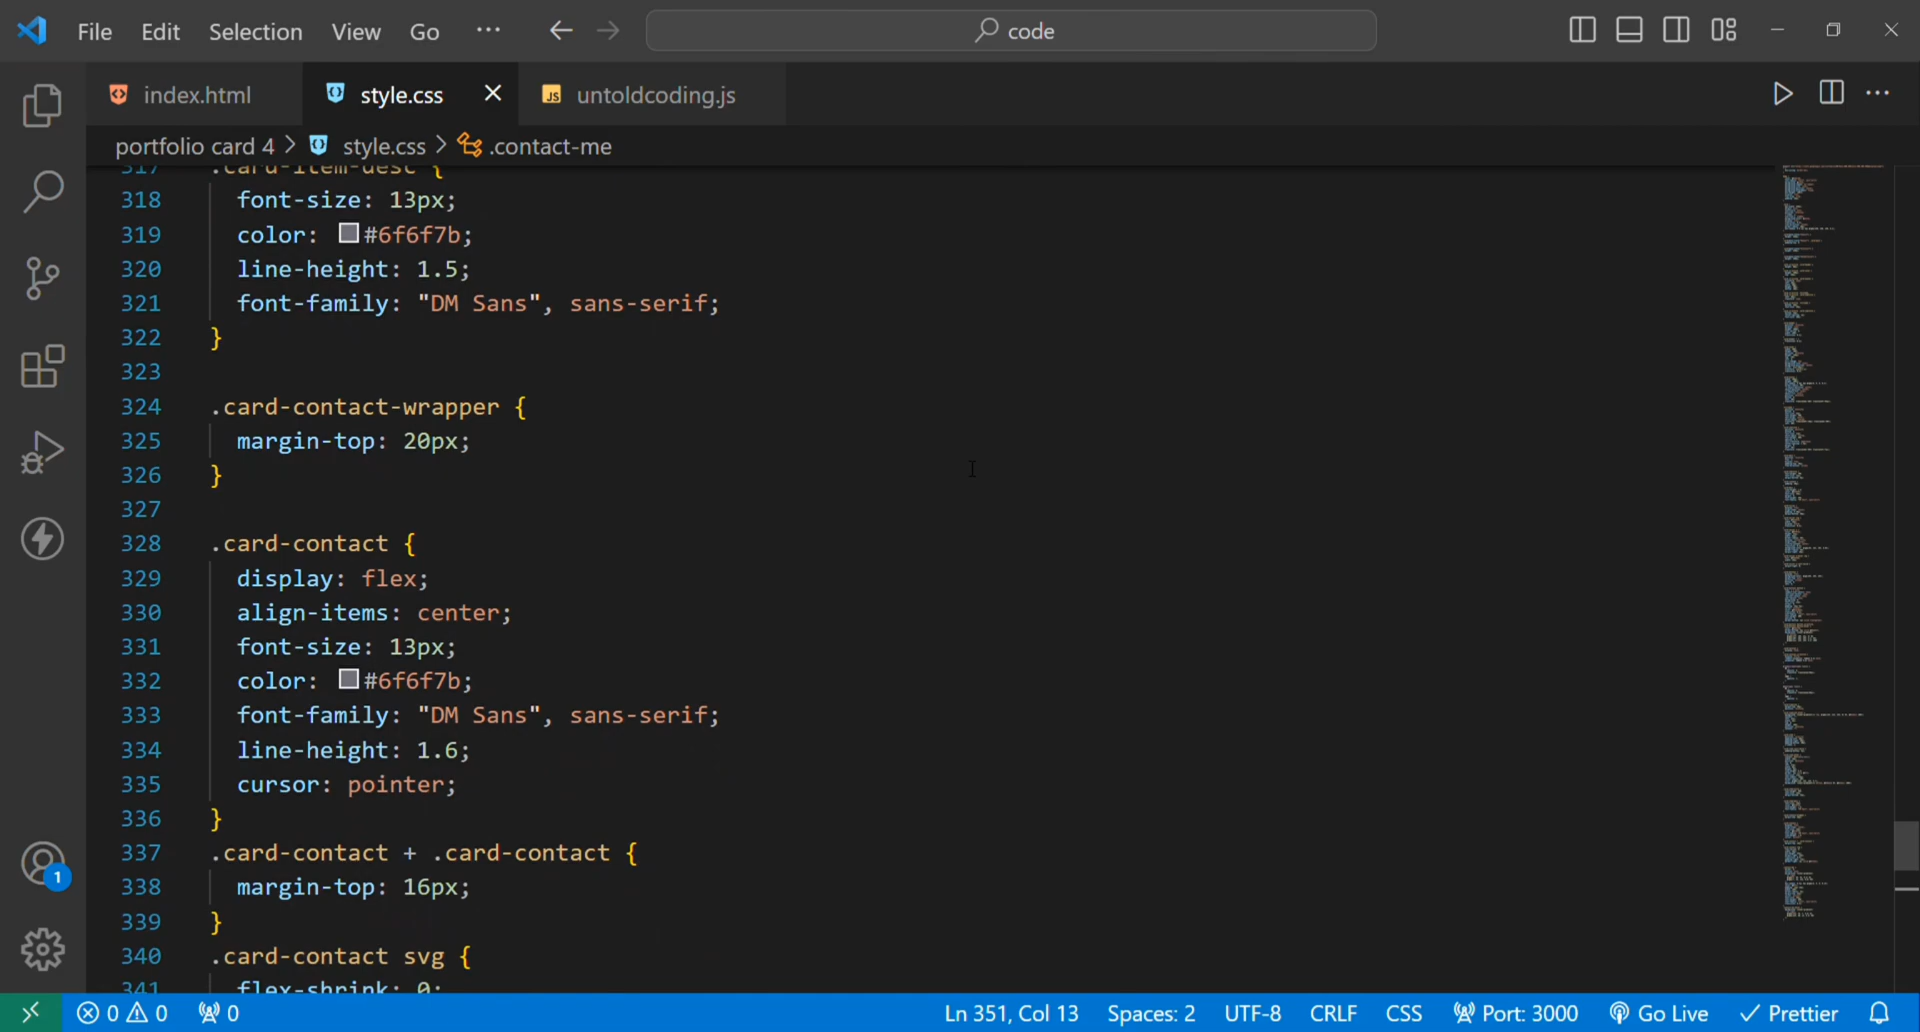 File Edit Selection View Go ··· code
index.html style.css untoldcoding.js
portfolio card 4 > style.css > .contact-me
317 .card-item-desc {
318 font-size: 13px;
319 color: #6f6f7b;
320 line-height: 1.5;
321 font-family: "DM Sans", sans-serif;
322 }
323
324 .card-contact-wrapper {
325 margin-top: 20px;
326 }
327
328 .card-contact {
329 display: flex;
330 align-items: center;
331 font-size: 13px;
332 color: #6f6f7b;
333 font-family: "DM Sans", sans-serif;
334 line-height: 1.6;
335 cursor: pointer;
336 }
337 .card-contact + .card-contact {
338 margin-top: 16px;
339 }
340 .card-contact svg {
341 flex-shrink: 0;
1
0 0 0 Ln 351, Col 13 Spaces: 2 UTF-8 CRLF CSS Port: 3000 Go Live Prettier